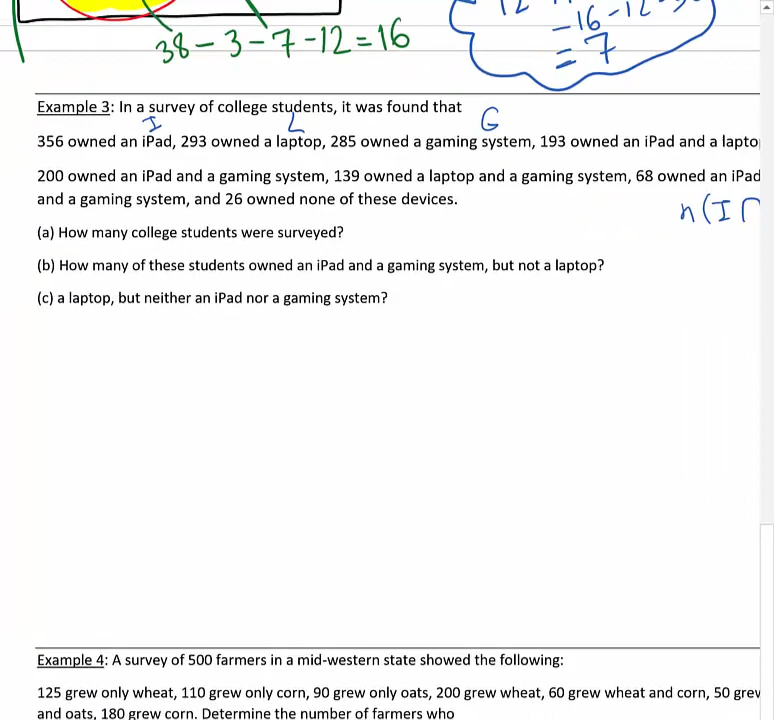 38 - 3 - 7 - 12 = 16
- 16 - 12
= 7
Example 3: In a survey of college students, it was found that
I L G
356 owned an iPad, 293 owned a laptop, 285 owned a gaming system, 193 owned an iPad and a lapto
200 owned an iPad and a gaming system, 139 owned a laptop and a gaming system, 68 owned an iPad
and a gaming system, and 26 owned none of these devices.
n(I ∩
(a) How many college students were surveyed?
(b) How many of these students owned an iPad and a gaming system, but not a laptop?
(c) a laptop, but neither an iPad nor a gaming system?
Example 4: A survey of 500 farmers in a mid-western state showed the following:
125 grew only wheat, 110 grew only corn, 90 grew only oats, 200 grew wheat, 60 grew wheat and corn, 50 grew
and oats, 180 grew corn. Determine the number of farmers who